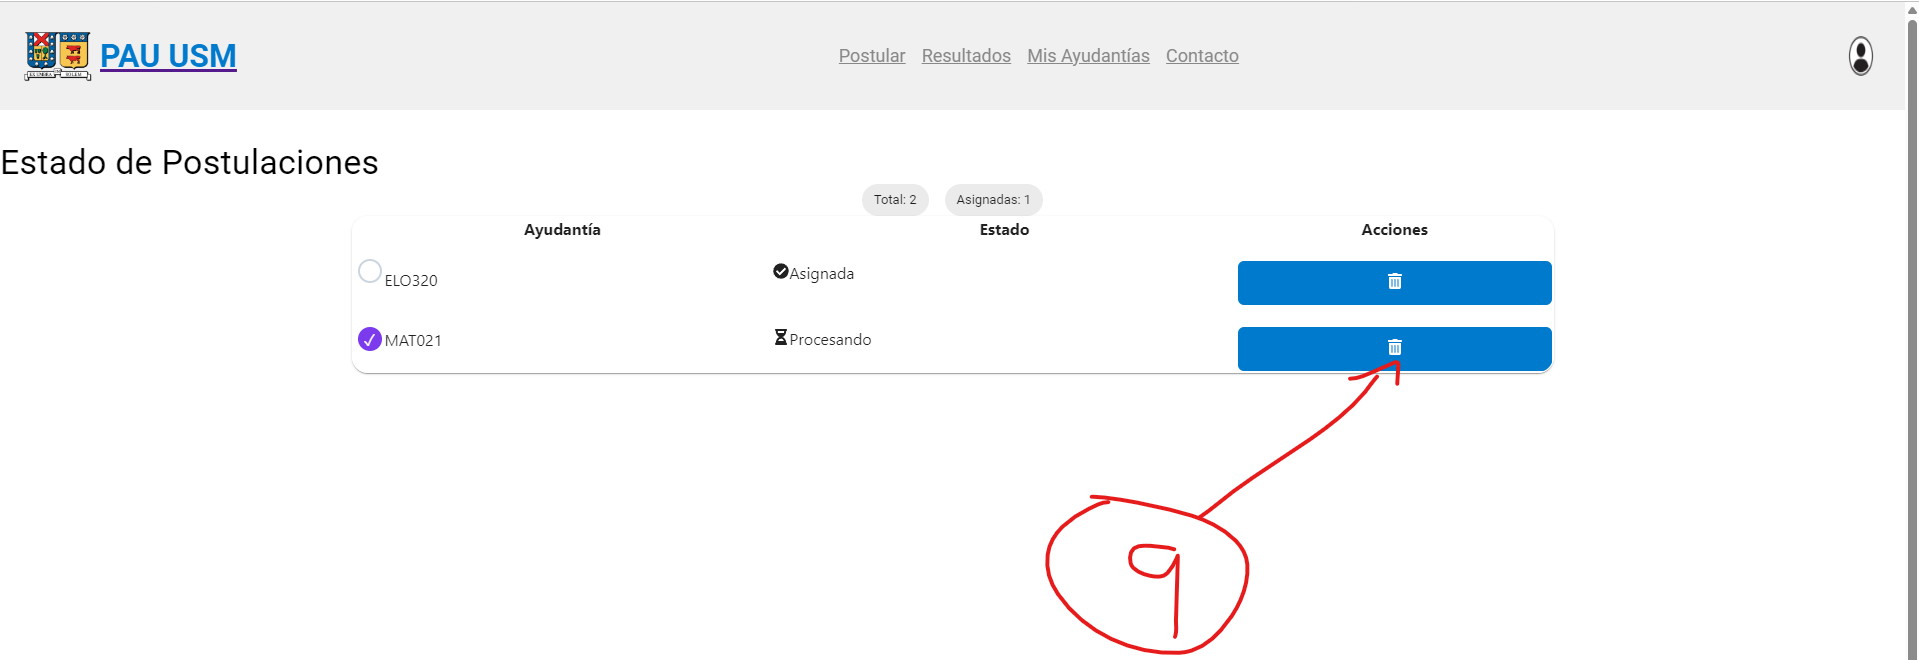 PAU USM
Postular Resultados Mis Ayudantías Contacto
Estado de Postulaciones
Total: 2 Asignadas: 1
Ayudantía Estado Acciones
ELO320 Asignada
MAT021 Procesando
9